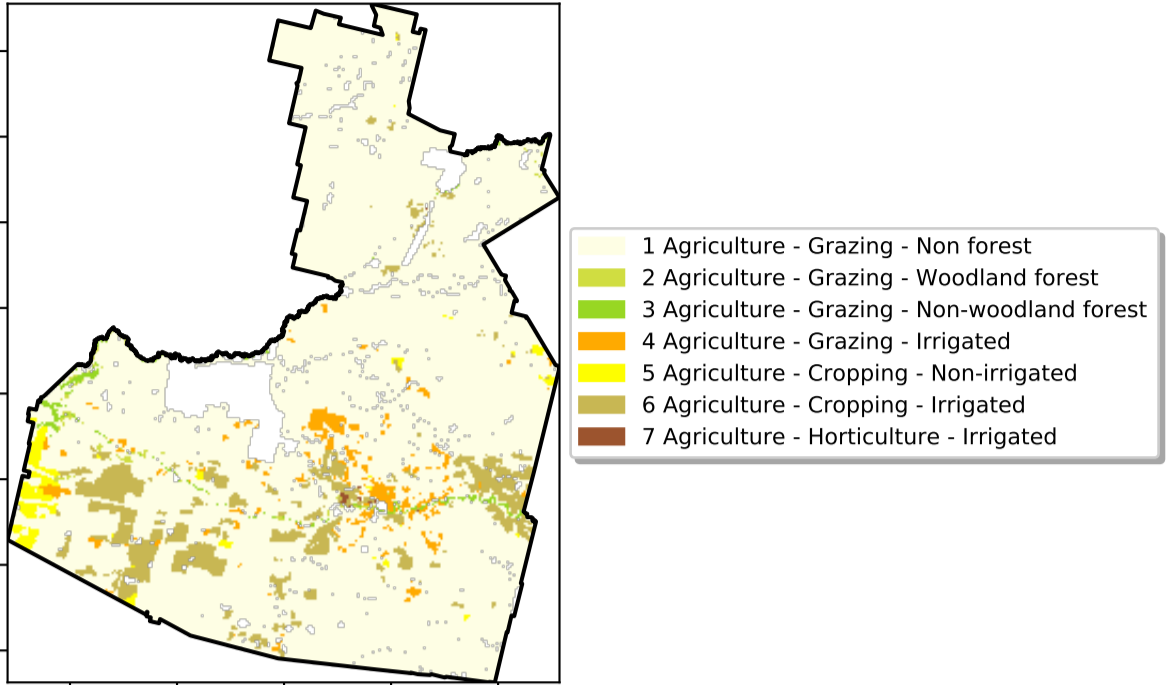 1 Agriculture - Grazing - Non forest
2 Agriculture - Grazing - Woodland forest
3 Agriculture - Grazing - Non-woodland forest
4 Agriculture - Grazing - Irrigated
5 Agriculture - Cropping - Non-irrigated
6 Agriculture - Cropping - Irrigated
7 Agriculture - Horticulture - Irrigated